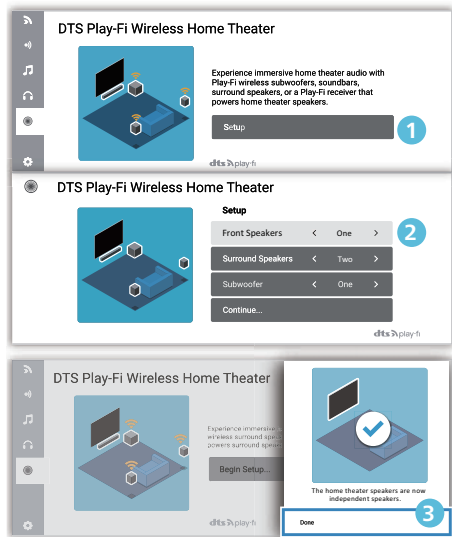 DTS Play-Fi Wireless Home Theater
Experience immersive home theater audio with
Play-Fi wireless subwoofers, soundbars,
surround speakers, or a Play-Fi receiver that
powers home theater speakers.
Setup
1
dts play-fi
DTS Play-Fi Wireless Home Theater
Setup
Front Speakers < One >
2
Surround Speakers < Two >
Subwoofer < One >
Continue...
dts play-fi
DTS Play-Fi Wireless Home Theater
Experience immersive
wireless surround
powers surround
Begin Setup...
dts play-fi
The home theater speakers are now
independent speakers.
3
Done